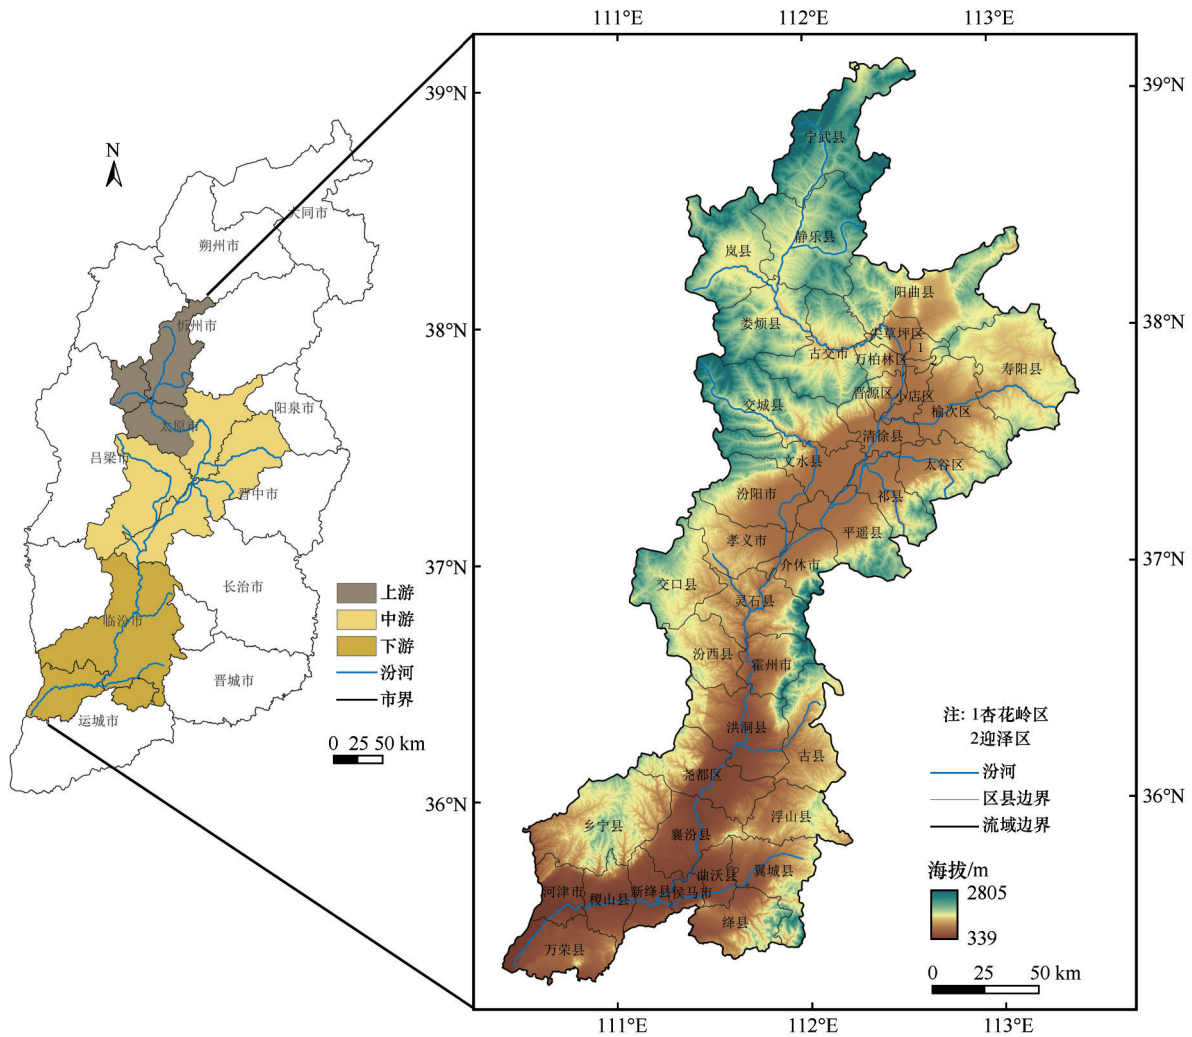 111°E
112°E
113°E
39°N
39°N
N
大同市
朔州市
忻州市
38°N
38°N
阳泉市
太原市
吕梁市
晋中市
37°N
37°N
长治市
临汾市
晋城市
运城市
36°N
36°N
上游
中游
下游
汾河
市界
0 25 50 km
宁武县
静乐县
岚县
阳曲县
娄烦县
尖草坪区
1
古交市
万柏林区
2
寿阳县
晋源区
小店区
交城县
榆次区
清徐县
文水县
太谷区
汾阳市
祁县
平遥县
孝义市
介休市
交口县
灵石县
汾西县
霍州市
洪洞县
古县
尧都区
浮山县
乡宁县
襄汾县
曲沃县
翼城县
河津市
稷山县
新绛县
侯马市
绛县
万荣县
注: 1杏花岭区
2迎泽区
汾河
区县边界
流域边界
海拔/m
2805
339
0 25 50 km
111°E
112°E
113°E